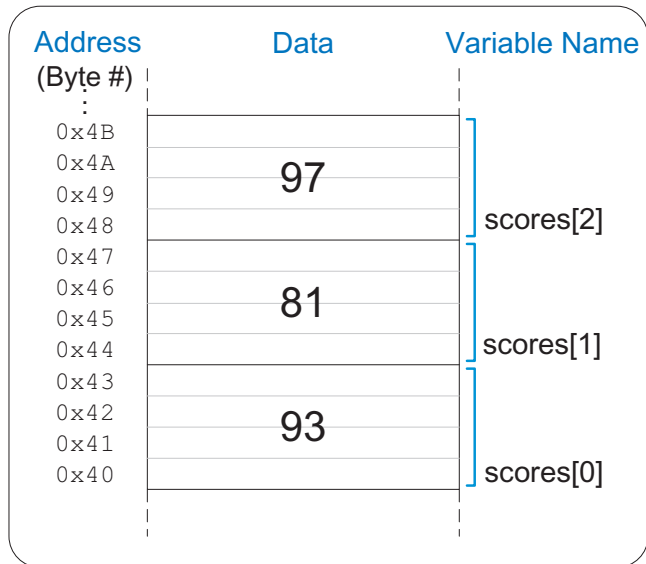 Address Data Variable Name
(Byte #)
⋮
0x4B
0x4A
97
0x49
0x48 scores[2]
0x47
0x46
81
0x45
0x44 scores[1]
0x43
0x42
93
0x41
0x40 scores[0]